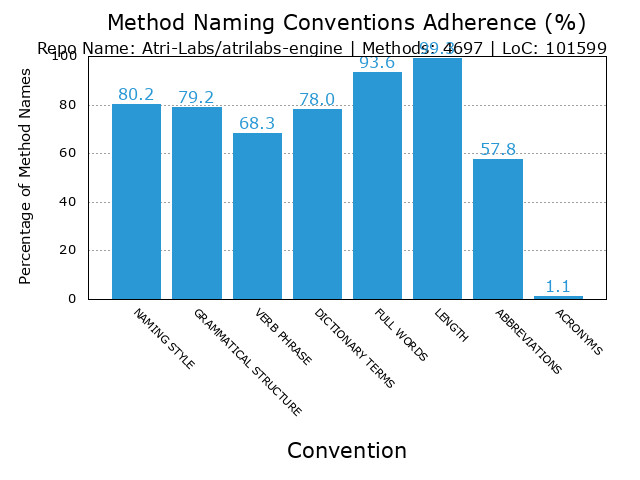 Method Naming Conventions Adherence (%)
Repo Name: Atri-Labs/atrilabs-engine | Methods: 4697 | LoC: 101599
Percentage of Method Names
100
80
60
40
20
0
80.2
79.2
68.3
78.0
93.6
57.8
1.1
NAMING STYLE
GRAMMATICAL STRUCTURE
VERB PHRASE
DICTIONARY TERMS
FULL WORDS
LENGTH
ABBREVIATIONS
ACRONYMS
Convention